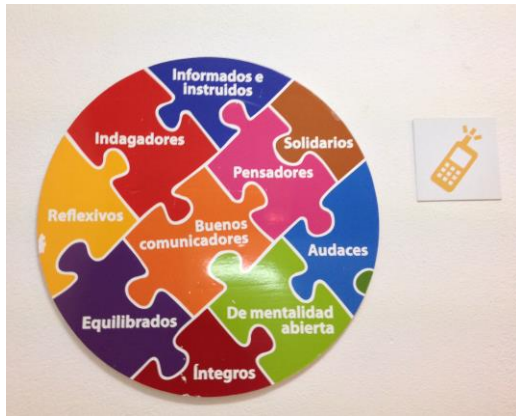 Informados e
instruidos
Indagadores
Solidarios
Pensadores
Reflexivos
Buenos
comunicadores
Audaces
Equilibrados
De mentalidad
abierta
Íntegros